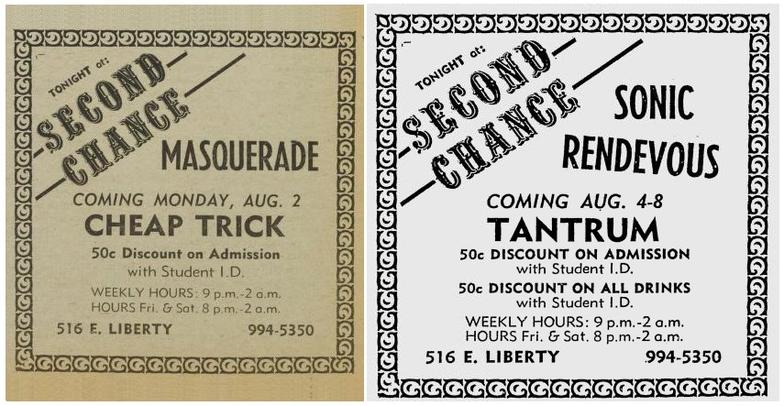 TONIGHT at:
SECOND
CHANCE
MASQUERADE
COMING MONDAY, AUG. 2
CHEAP TRICK
50c Discount on Admission
with Student I.D.
WEEKLY HOURS: 9 p.m.-2 a.m.
HOURS Fri. & Sat. 8 p.m.-2 a.m.
516 E. LIBERTY 994-5350
TONIGHT at:
SECOND
CHANCE
SONIC
RENDEVOUS
COMING AUG. 4-8
TANTRUM
50c DISCOUNT ON ADMISSION
with Student I.D.
50c DISCOUNT ON ALL DRINKS
with Student I.D.
WEEKLY HOURS: 9 p.m.-2 a.m.
HOURS Fri. & Sat. 8 p.m.-2 a.m.
516 E. LIBERTY 994-5350